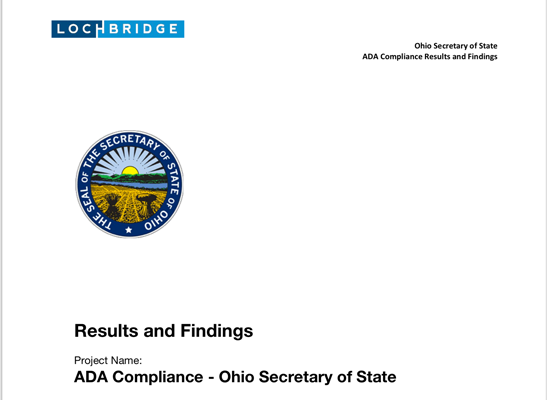 LOCHBRIDGE
Ohio Secretary of State
ADA Compliance Results and Findings
THE SEAL OF THE SECRETARY OF STATE OF OHIO
Results and Findings
Project Name:
ADA Compliance - Ohio Secretary of State